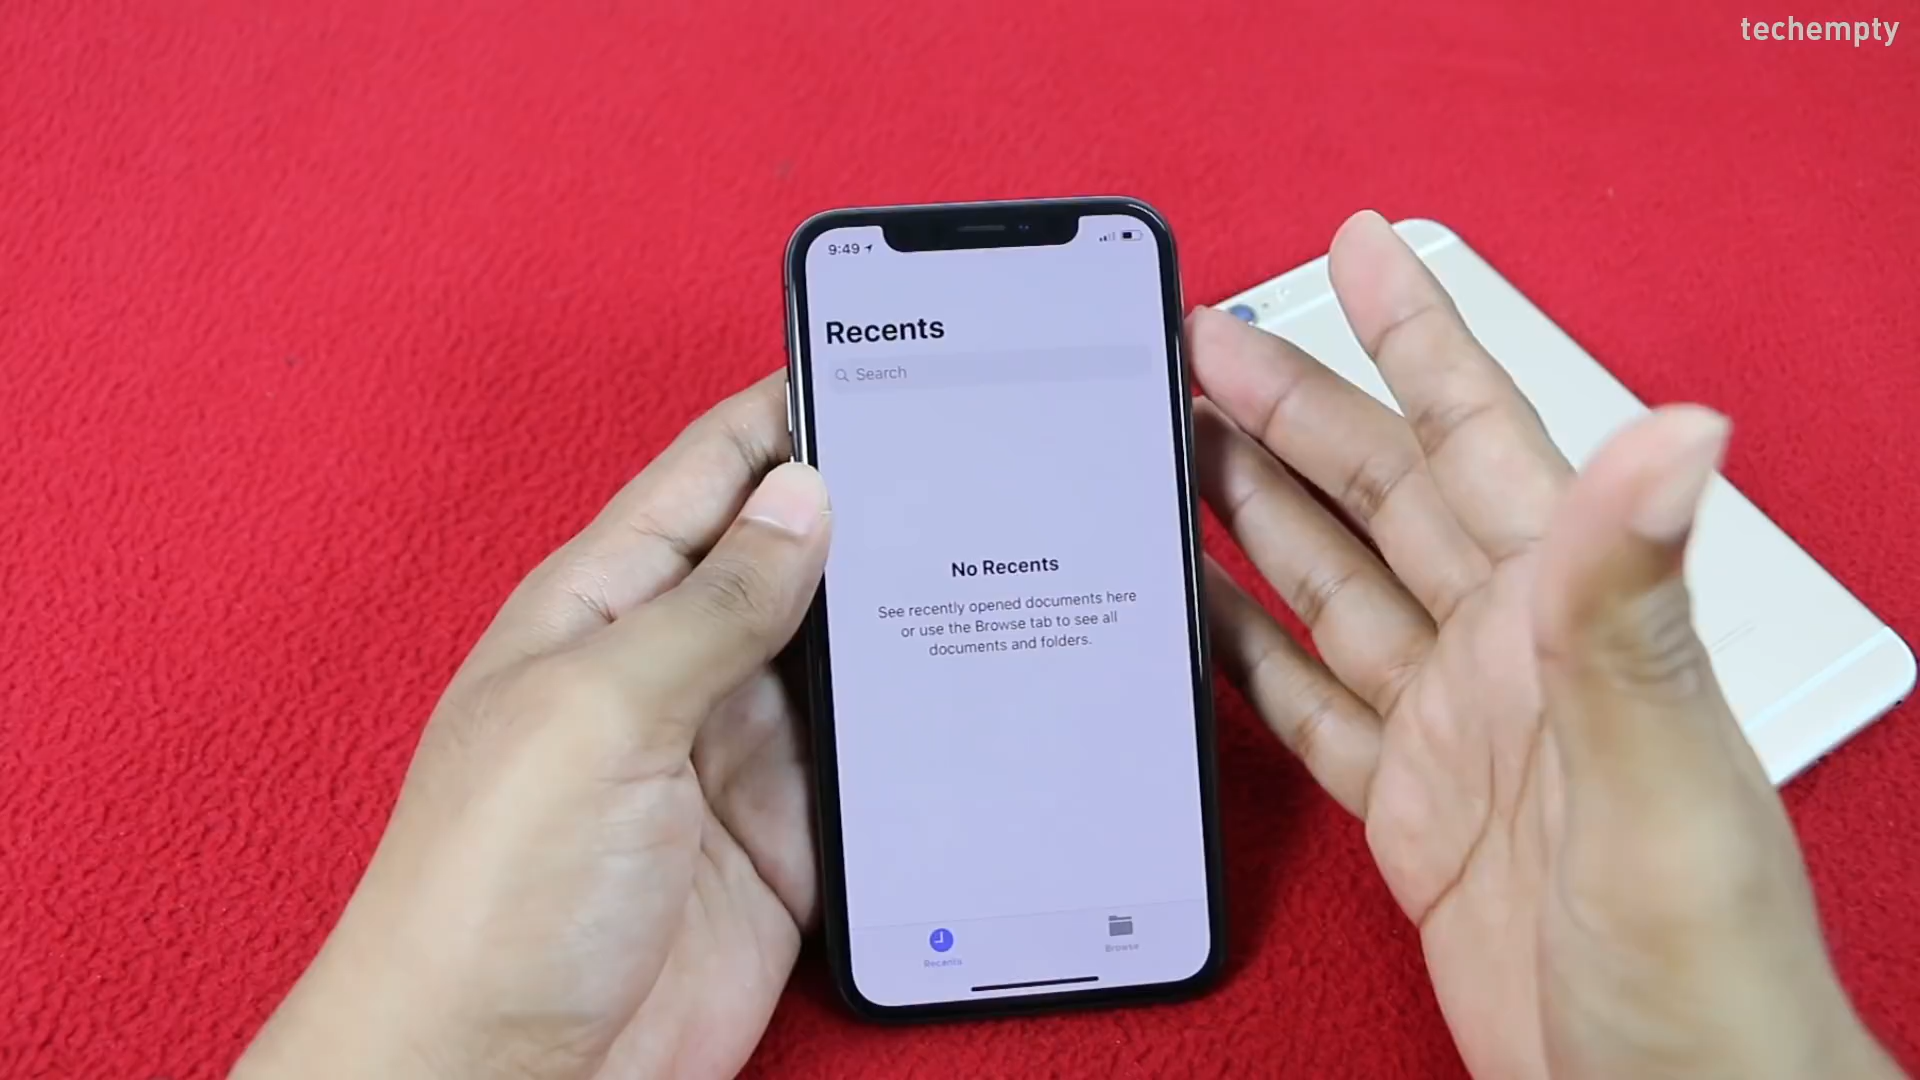 techempty
9:49
Recents
Search
No Recents
See recently opened documents here
or use the Browse tab to see all
documents and folders.
Recents
Browse